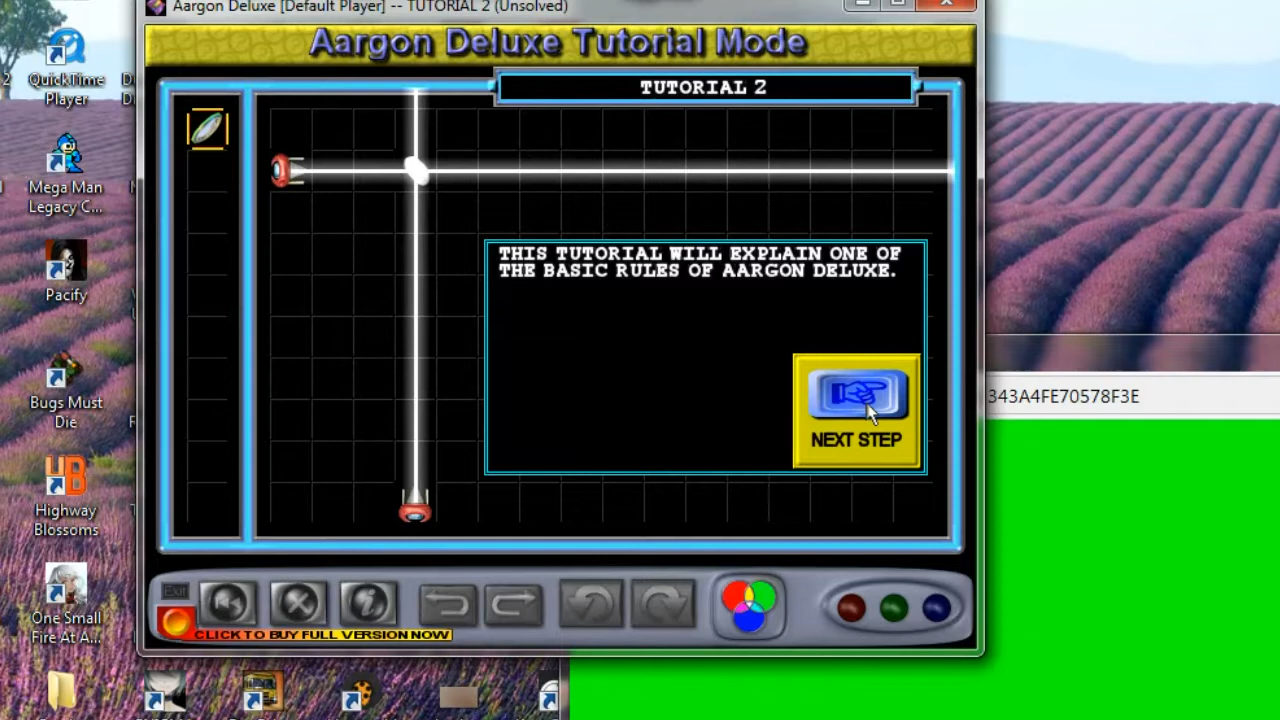 Aargon Deluxe [Default Player] -- TUTORIAL 2 (Unsolved)
Aargon Deluxe Tutorial Mode
TUTORIAL 2
THIS TUTORIAL WILL EXPLAIN ONE OF
THE BASIC RULES OF AARGON DELUXE.
NEXT STEP
Exit
CLICK TO BUY FULL VERSION NOW
QuickTime
Player
Mega Man
Legacy C...
Pacify
Bugs Must
Die
Highway
Blossoms
One Small
Fire At A...
343A4FE70578F3E